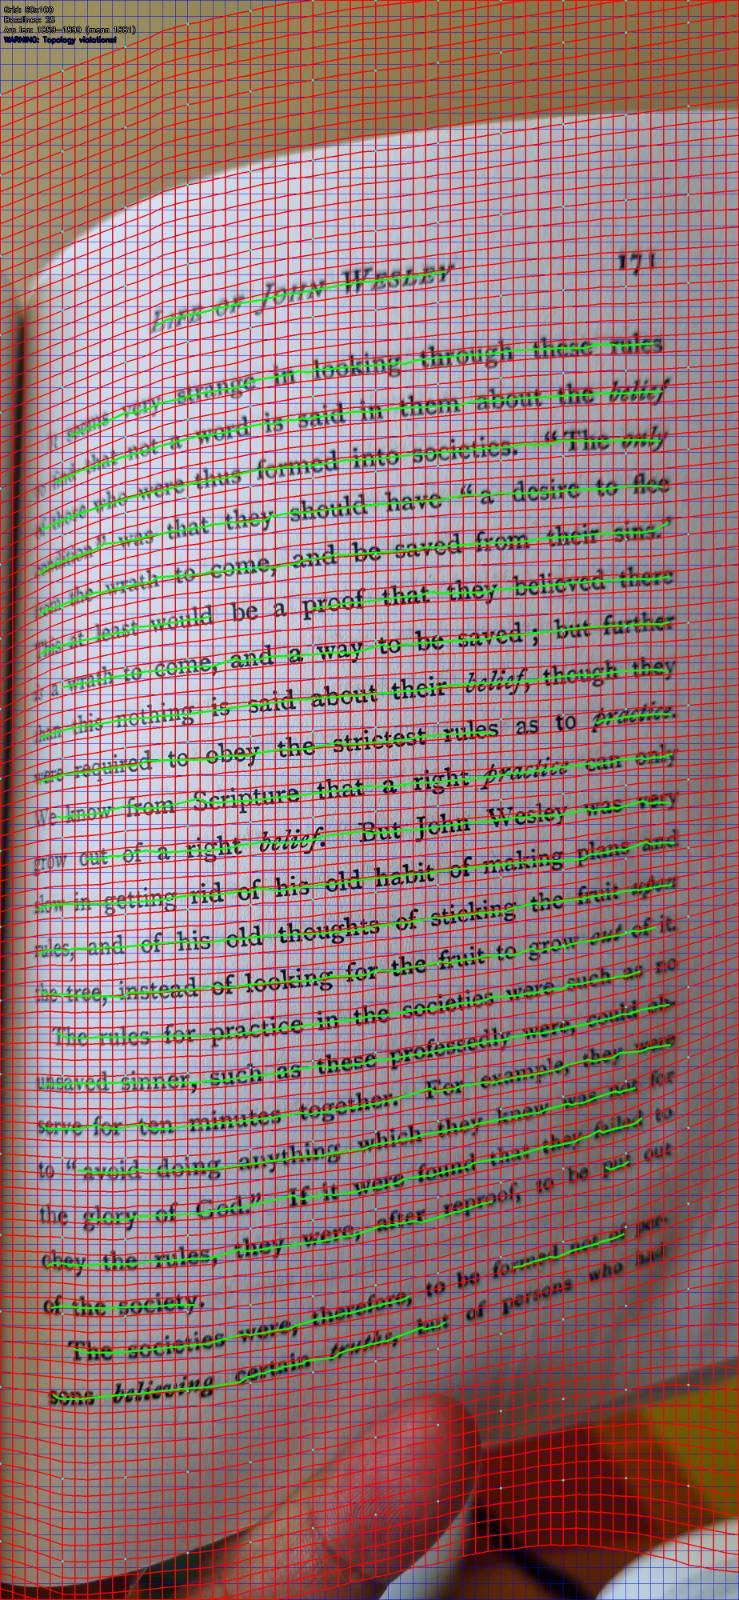 LIFE OF JOHN WESLEY 171
It seems very strange in looking through these rules
to find that not a word is said in them about the belief
of those who were thus formed into societies. "The only
condition" was that they should have "a desire to flee
from the wrath to come, and be saved from their sins."
This at least would be a proof that they believed there
is a wrath to come, and a way to be saved; but further
than this nothing is said about their belief, though they
were required to obey the strictest rules as to practice.
We know from Scripture that a right practice can only
grow out of a right belief. But John Wesley was very
slow in getting rid of his old habit of making plans and
rules, and of his old thoughts of sticking the fruit upon
the tree, instead of looking for the fruit to grow out of it.
The rules for practice in the societies were such as no
unsaved sinner, such as these professedly were, could ob-
serve for ten minutes together. For example, they were
to "avoid doing anything which they knew was not for
the glory of God." If it were found that they failed to
obey the rules, they were, after reproof, to be put out
of the society.
The societies were, therefore, to be formed not of per-
sons believing certain truths, but of persons who had